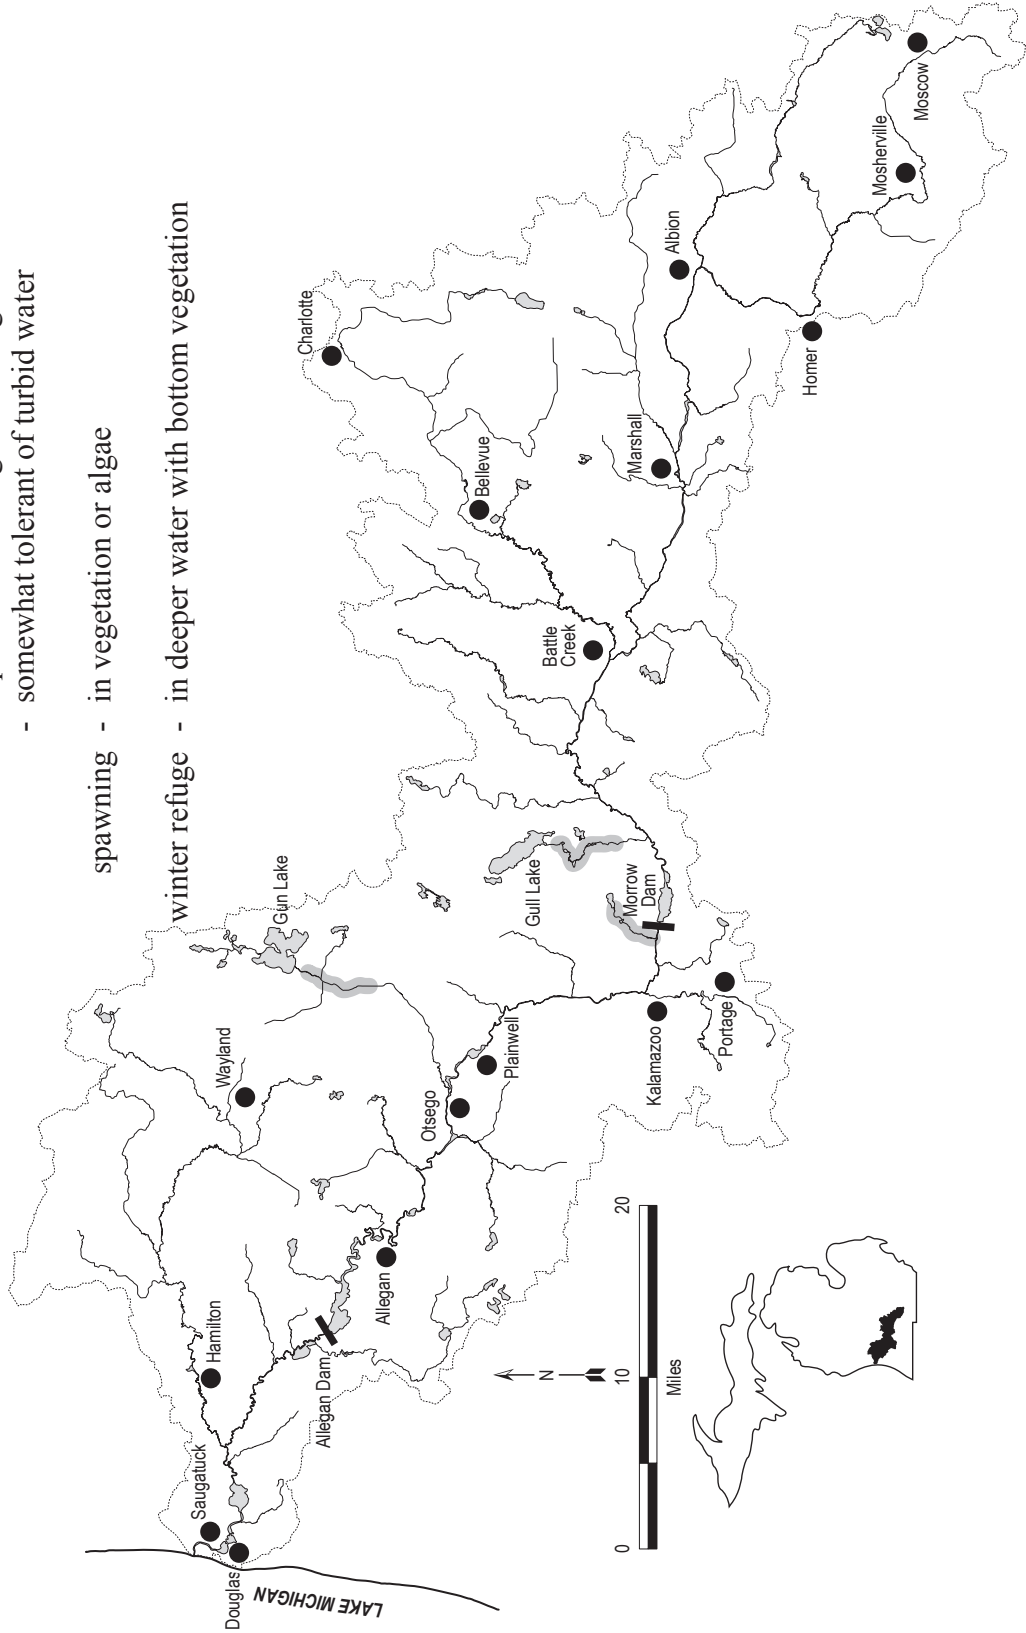 - somewhat tolerant of turbid water
spawning - in vegetation or algae
winter refuge - in deeper water with bottom vegetation
Saugatuck
Douglas
LAKE MICHIGAN
Hamilton
Allegan Dam
Allegan
Wayland
Otsego
Plainwell
Gun Lake
Gull Lake
Morrow
Dam
Kalamazoo
Portage
Battle
Creek
Bellevue
Charlotte
Marshall
Albion
Homer
Mosherville
Moscow
N
0 10 20
Miles